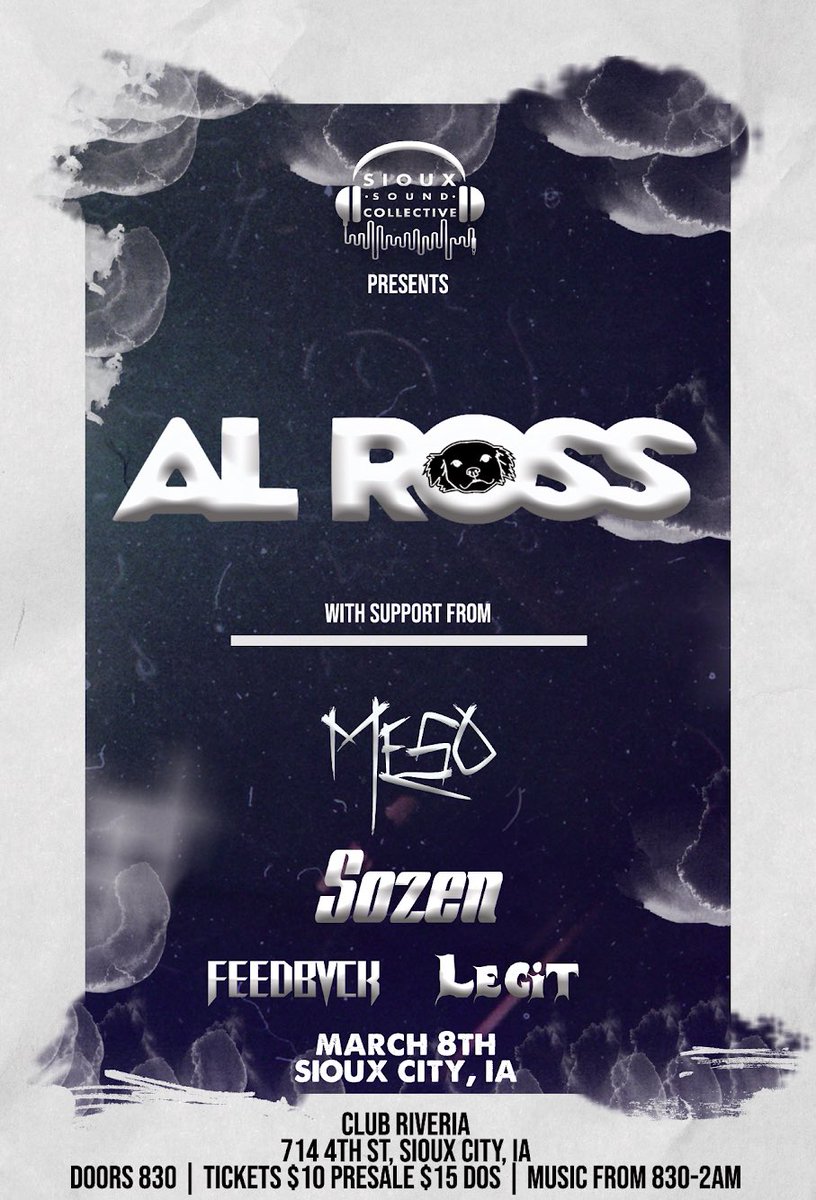 SIOUX
·SOUND·
COLLECTIVE
PRESENTS
AL ROSS
WITH SUPPORT FROM
MESO
Sozen
FEEDBVCK LEGiT
MARCH 8TH
SIOUX CITY, IA
CLUB RIVERIA
714 4TH ST, SIOUX CITY, IA
DOORS 830 | TICKETS $10 PRESALE $15 DOS | MUSIC FROM 830-2AM